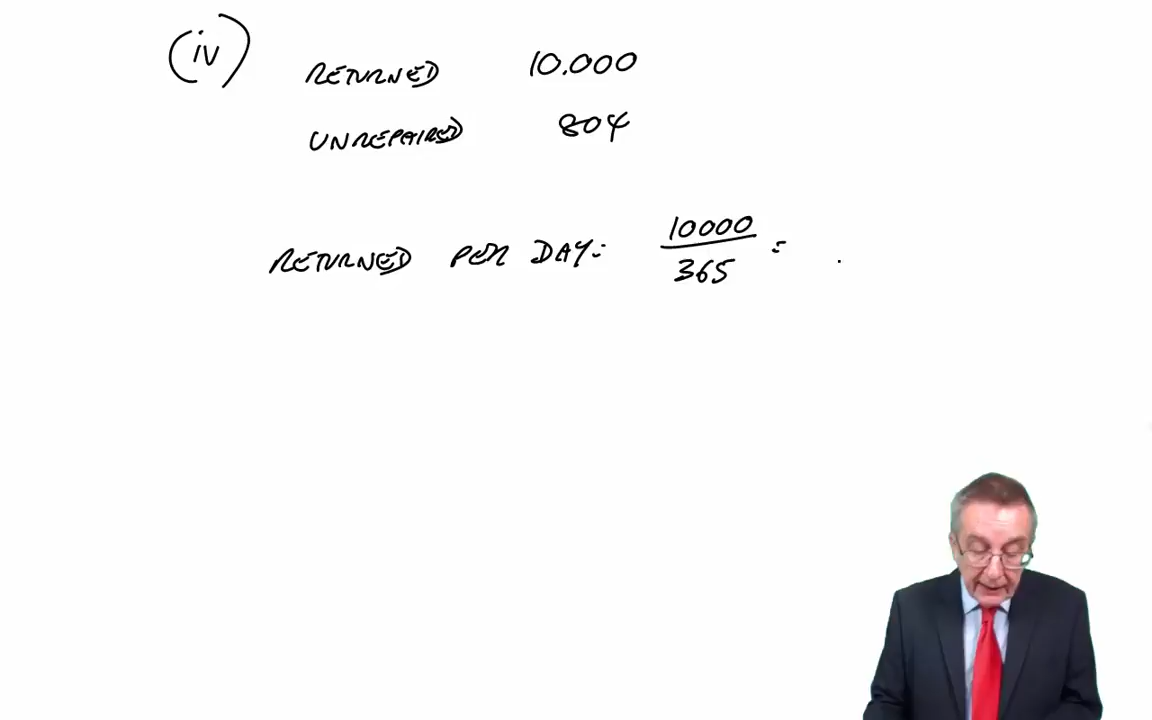 (iv) RETURNED 10.000
UNREPAIRED 804
RETURNED PER DAY: 10000/365 =